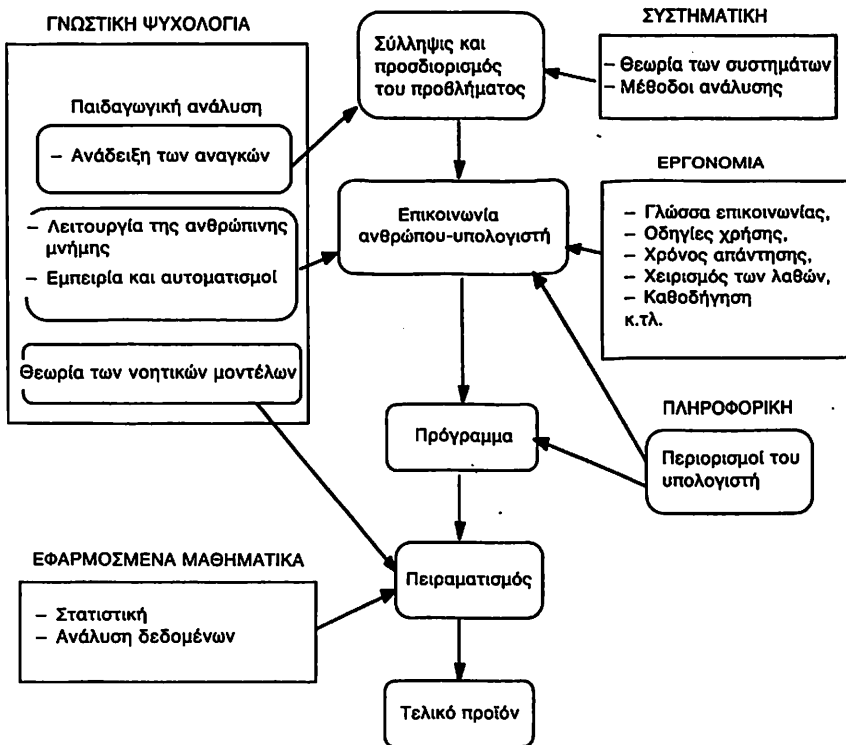 ΓΝΩΣΤΙΚΗ ΨΥΧΟΛΟΓΙΑ
Παιδαγωγική ανάλυση
– Ανάδειξη των αναγκών
– Λειτουργία της ανθρώπινης
μνήμης
– Εμπειρία και αυτοματισμοί
Θεωρία των νοητικών μοντέλων
Σύλληψις και
προσδιορισμός
του προβλήματος
ΣΥΣΤΗΜΑΤΙΚΗ
– Θεωρία των συστημάτων
– Μέθοδοι ανάλυσης
Επικοινωνία
ανθρώπου-υπολογιστή
ΕΡΓΟΝΟΜΙΑ
– Γλώσσα επικοινωνίας,
– Οδηγίες χρήσης,
– Χρόνος απάντησης,
– Χειρισμός των λαθών,
– Καθοδήγηση
κ.τλ.
Πρόγραμμα
ΠΛΗΡΟΦΟΡΙΚΗ
Περιορισμοί του
υπολογιστή
ΕΦΑΡΜΟΣΜΕΝΑ ΜΑΘΗΜΑΤΙΚΑ
– Στατιστική
– Ανάλυση δεδομένων
Πειραματισμός
Τελικό προϊόν